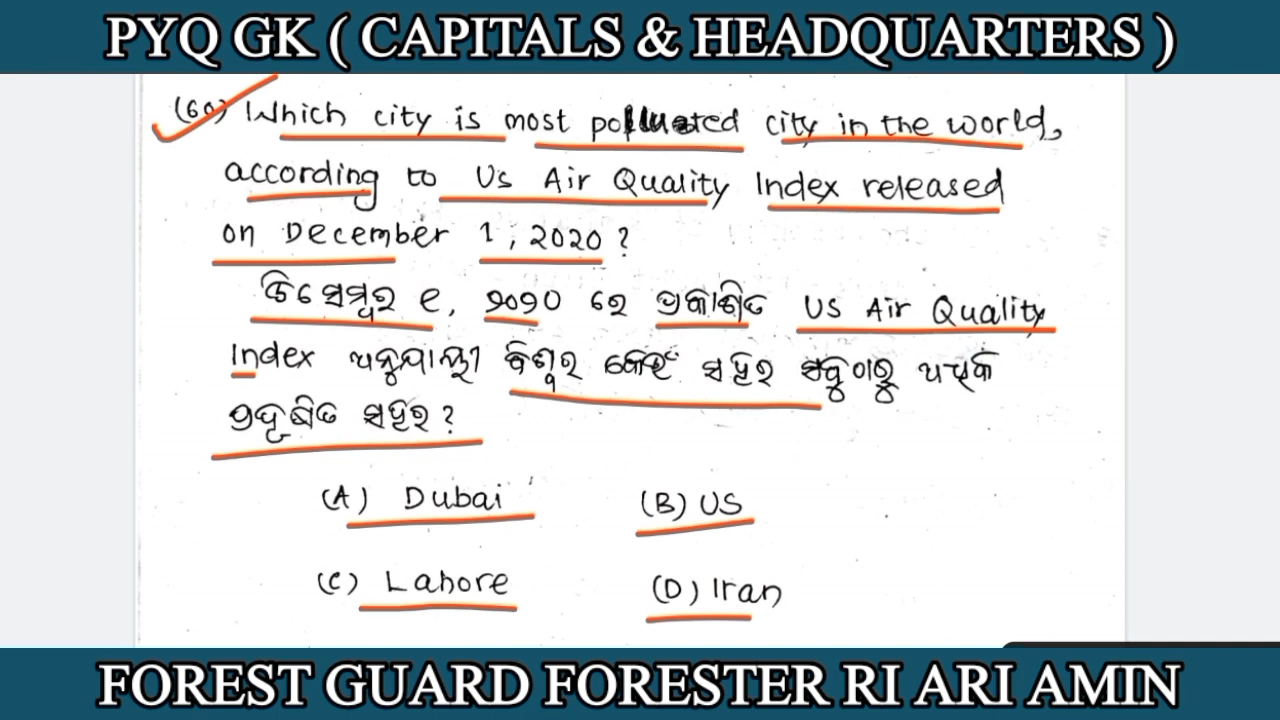 PYQ GK ( CAPITALS & HEADQUARTERS )
(60) Which city is most polluated city in the world,
according to Us Air Quality Index released
on December 1, 2020 ?
ଡିସେମ୍ବର ୧, ୨୦୨୦ ରେ ପ୍ରକାଶିତ US Air Quality
Index ଅନୁଯାୟୀ ବିଶ୍ୱର କେଉଁ ସହର ସବୁଠାରୁ ଅଧିକ
ପ୍ରଦୂଷିତ ସହର ?
(A) Dubai (B) US
(C) Lahore (D) Iran
FOREST GUARD FORESTER RI ARI AMIN